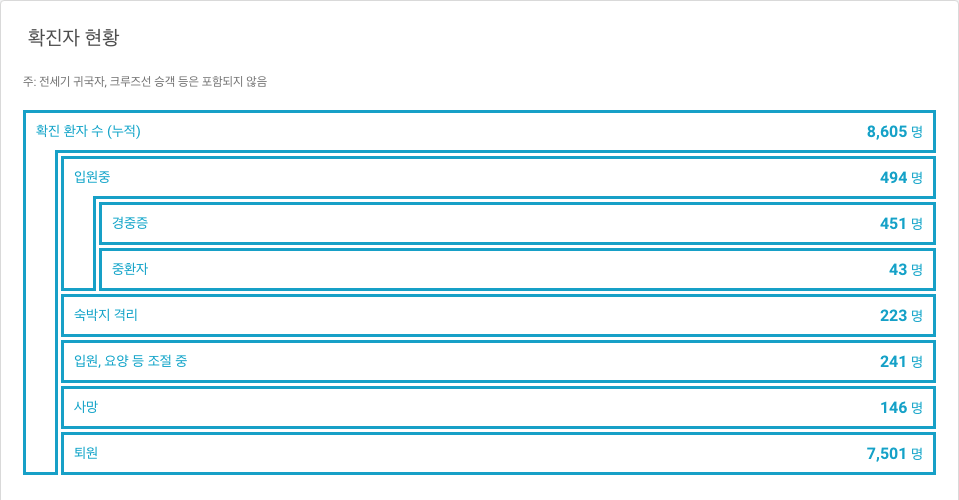 확진자 현황
주: 전세기 귀국자, 크루즈선 승객 등은 포함되지 않음
확진 환자 수 (누적) 8,605 명
입원중 494 명
경중증 451 명
중환자 43 명
숙박지 격리 223 명
입원, 요양 등 조절 중 241 명
사망 146 명
퇴원 7,501 명